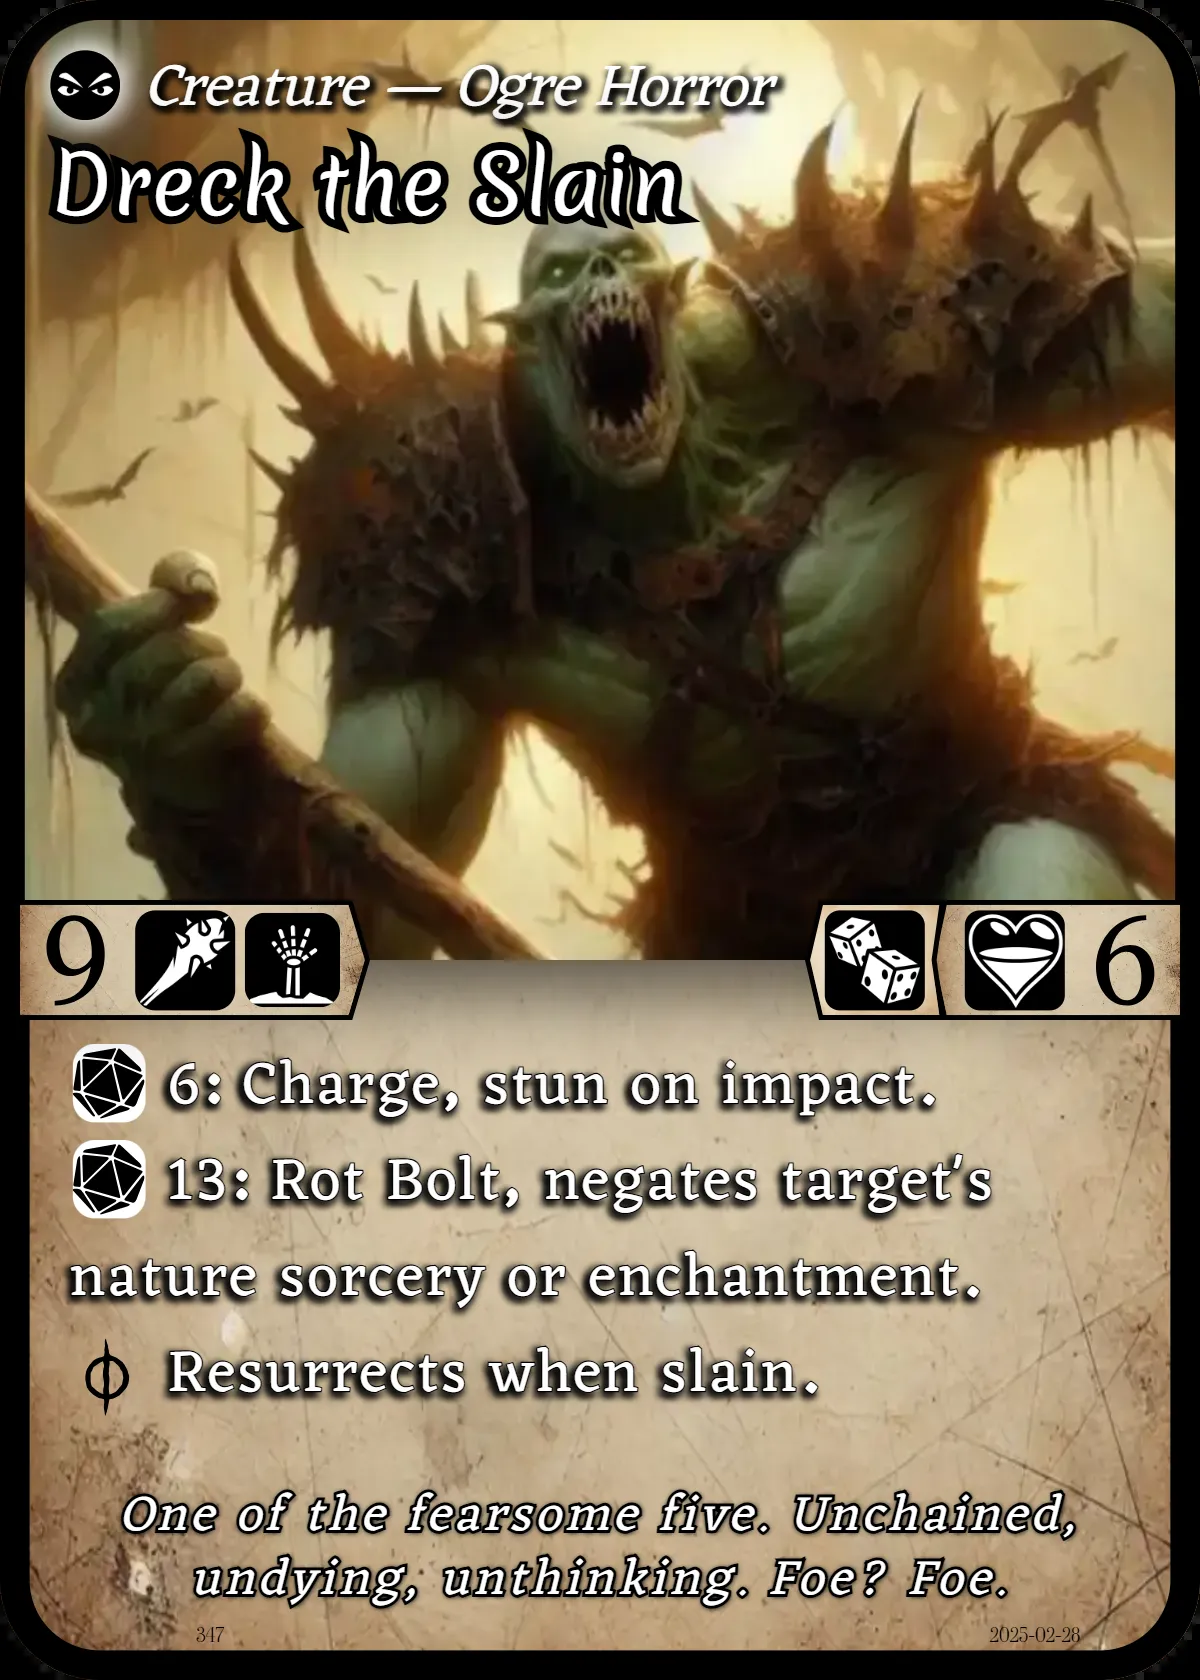 Creature — Ogre Horror
Dreck the Slain
9
6
6: Charge, stun on impact.
13: Rot Bolt, negates target's
nature sorcery or enchantment.
Resurrects when slain.
One of the fearsome five. Unchained,
undying, unthinking. Foe? Foe.
347
2025-02-28